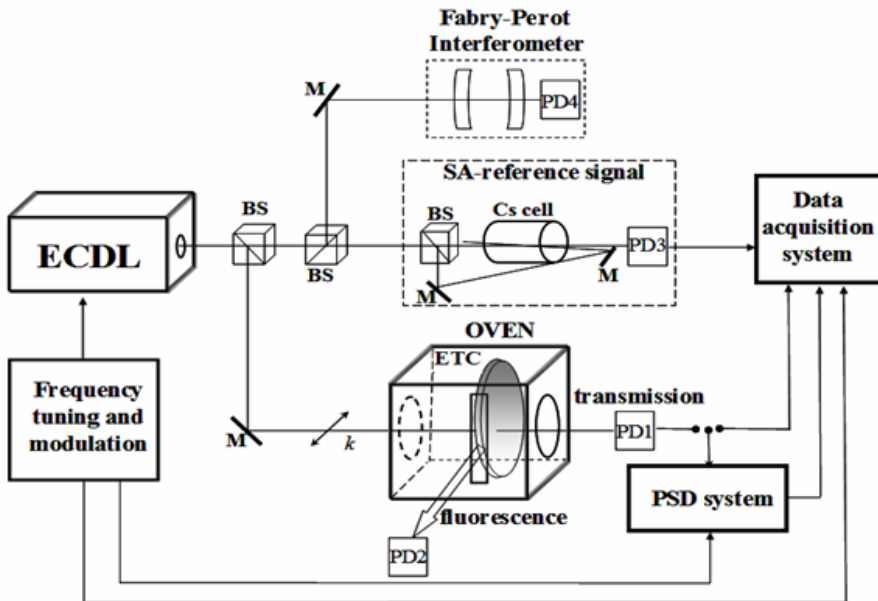 Fabry-Perot
Interferometer
M
PD4
SA-reference signal
BS
BS
Cs cell
ECDL
BS
PD3
M
M
Data
acquisition
system
OVEN
ETC
Frequency
tuning and
modulation
transmission
M
k
PD1
PSD system
fluorescence
PD2